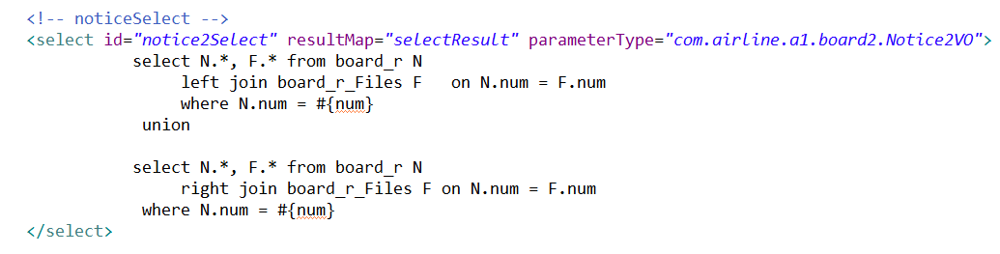 <!-- noticeSelect -->
<select id="notice2Select" resultMap="selectResult" parameterType="com.airline.a1.board2.Notice2VO">
select N.*, F.* from board_r N
left join board_r_Files F   on N.num = F.num
where N.num = #{num}
union
select N.*, F.* from board_r N
right join board_r_Files F on N.num = F.num
where N.num = #{num}
</select>